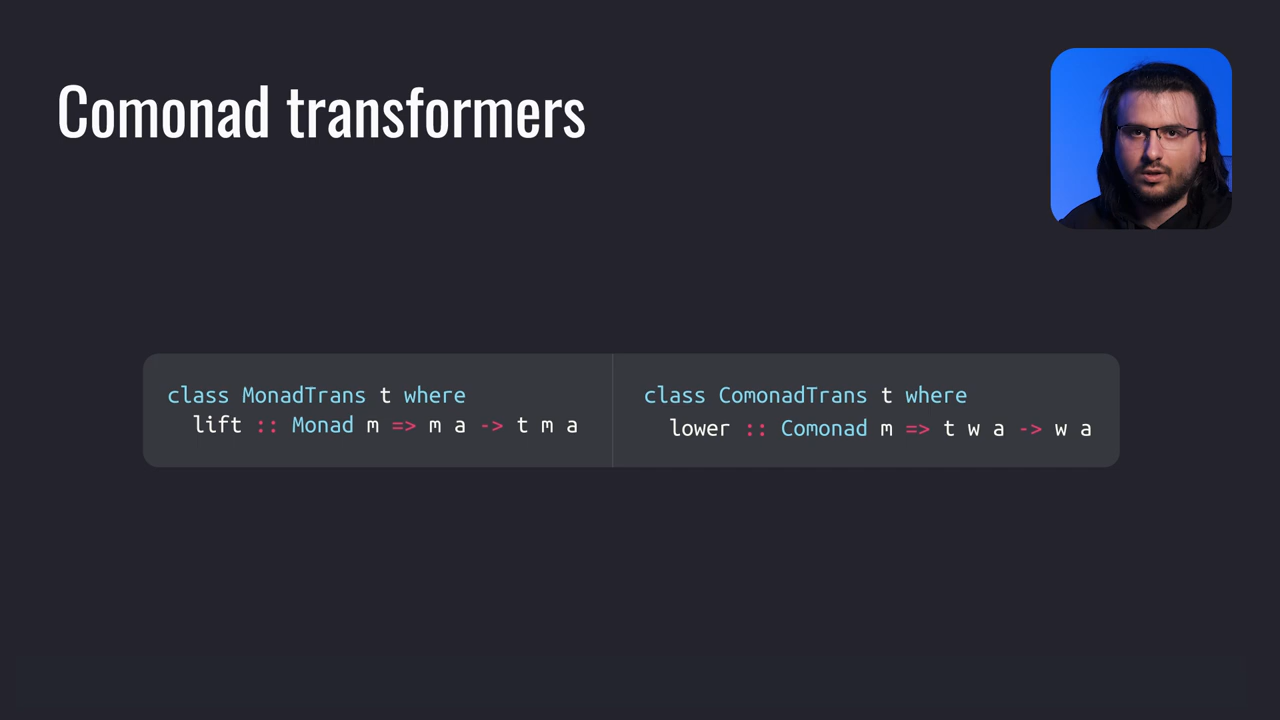 Comonad transformers
class MonadTrans t where
lift :: Monad m => m a -> t m a
class ComonadTrans t where
lower :: Comonad m => t w a -> w a